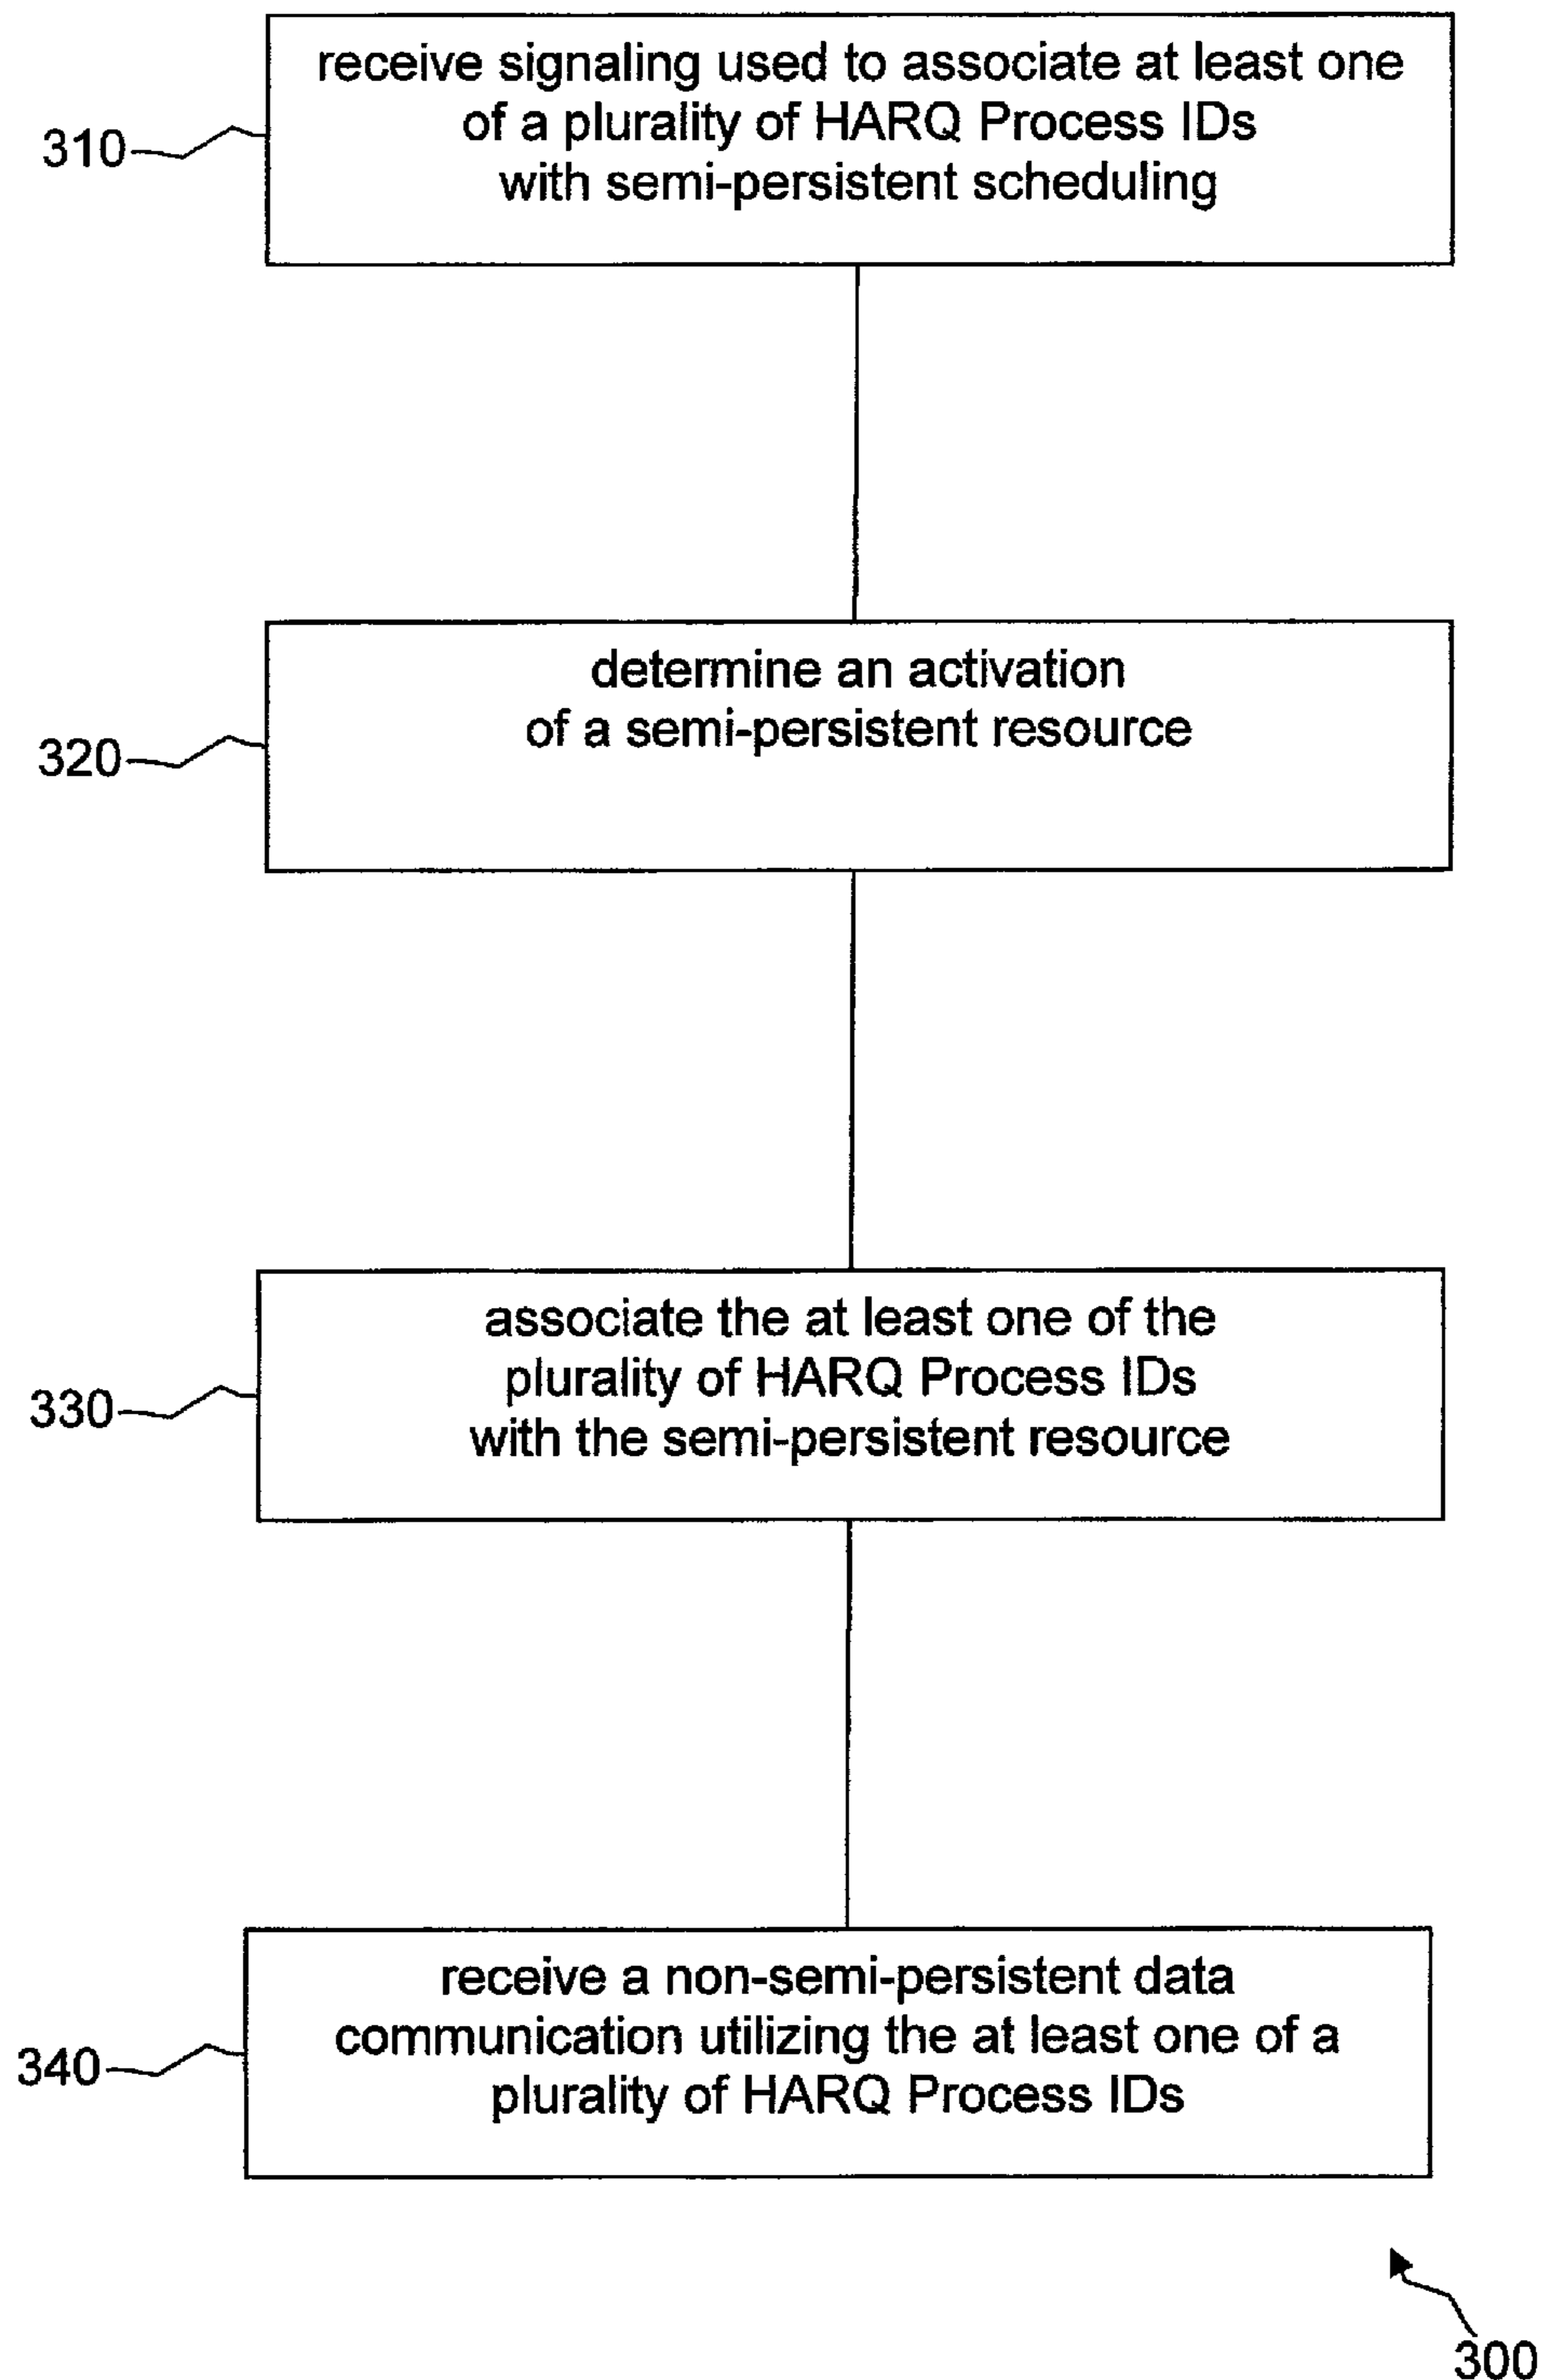 receive signaling used to associate at least one
of a plurality of HARQ Process IDs
with semi-persistent scheduling
310
determine an activation
of a semi-persistent resource
320
associate the at least one of the
plurality of HARQ Process IDs
with the semi-persistent resource
330
receive a non-semi-persistent data
communication utilizing the at least one of a
plurality of HARQ Process IDs
340
300